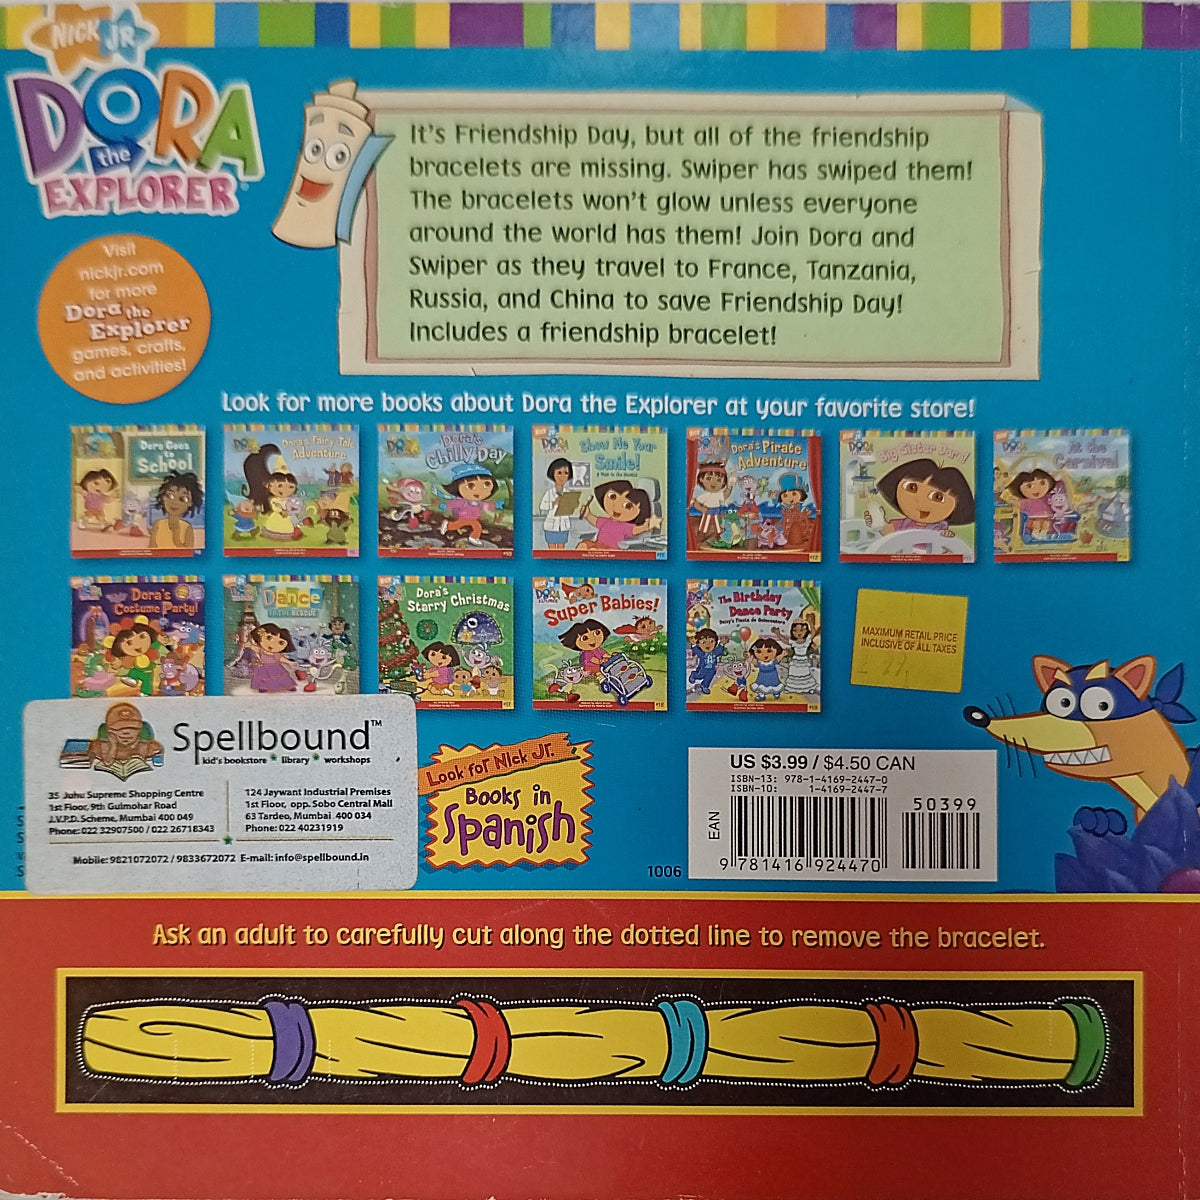 NICK JR.
DORA
the
EXPLORER
It's Friendship Day, but all of the friendship
bracelets are missing. Swiper has swiped them!
The bracelets won't glow unless everyone
around the world has them! Join Dora and
Swiper as they travel to France, Tanzania,
Russia, and China to save Friendship Day!
Includes a friendship bracelet!
Visit
nickjr.com
for more
Dora the
Explorer
games, crafts,
and activities!
Look for more books about Dora the Explorer at your favorite store!
Dora Goes
to
School
Dora's Fairy Tale
Adventure
Dora's
Chilly Day
Show Me Your
Smile!
A Visit to the Dentist
Dora's Pirate
Adventure
Big Sister Dora!
At the
Carnival
Dora's
Costume Party!
Dance
TO THE RESCUE
Dora's
Starry Christmas
Super Babies!
The Birthday
Dance Party
Daisy's Fiesta de Quinceañera
MAXIMUM RETAIL PRICE
INCLUSIVE OF ALL TAXES
Spellbound™
kid's bookstore * library * workshops
35 Juhu Supreme Shopping Centre
1st Floor, 9th Gulmohar Road
J.V.P.D. Scheme, Mumbai 400 049
Phone: 022 32907500 / 022 26718343
124 Jaywant Industrial Premises
1st Floor, opp. Sobo Central Mall
63 Tardeo, Mumbai 400 034
Phone: 022 40231919
Mobile: 9821072072 / 9833672072 E-mail: info@spellbound.in
Look for Nick Jr.
Books in
Spanish
1006
US $3.99 / $4.50 CAN
ISBN-13: 978-1-4169-2447-0
ISBN-10: 1-4169-2447-7
50399
EAN
9 781416 924470
Ask an adult to carefully cut along the dotted line to remove the bracelet.